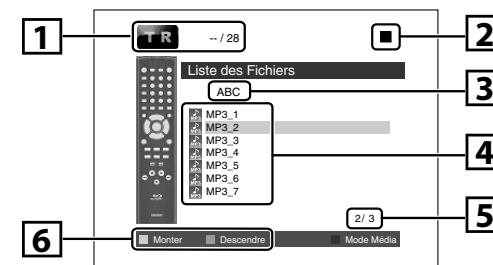 1
TR -- / 28
2
Liste des Fichiers
3
ABC
MP3_1
MP3_2
MP3_3
MP3_4
MP3_5
MP3_6
MP3_7
4
2/ 3
5
6
Monter Descendre Mode Média